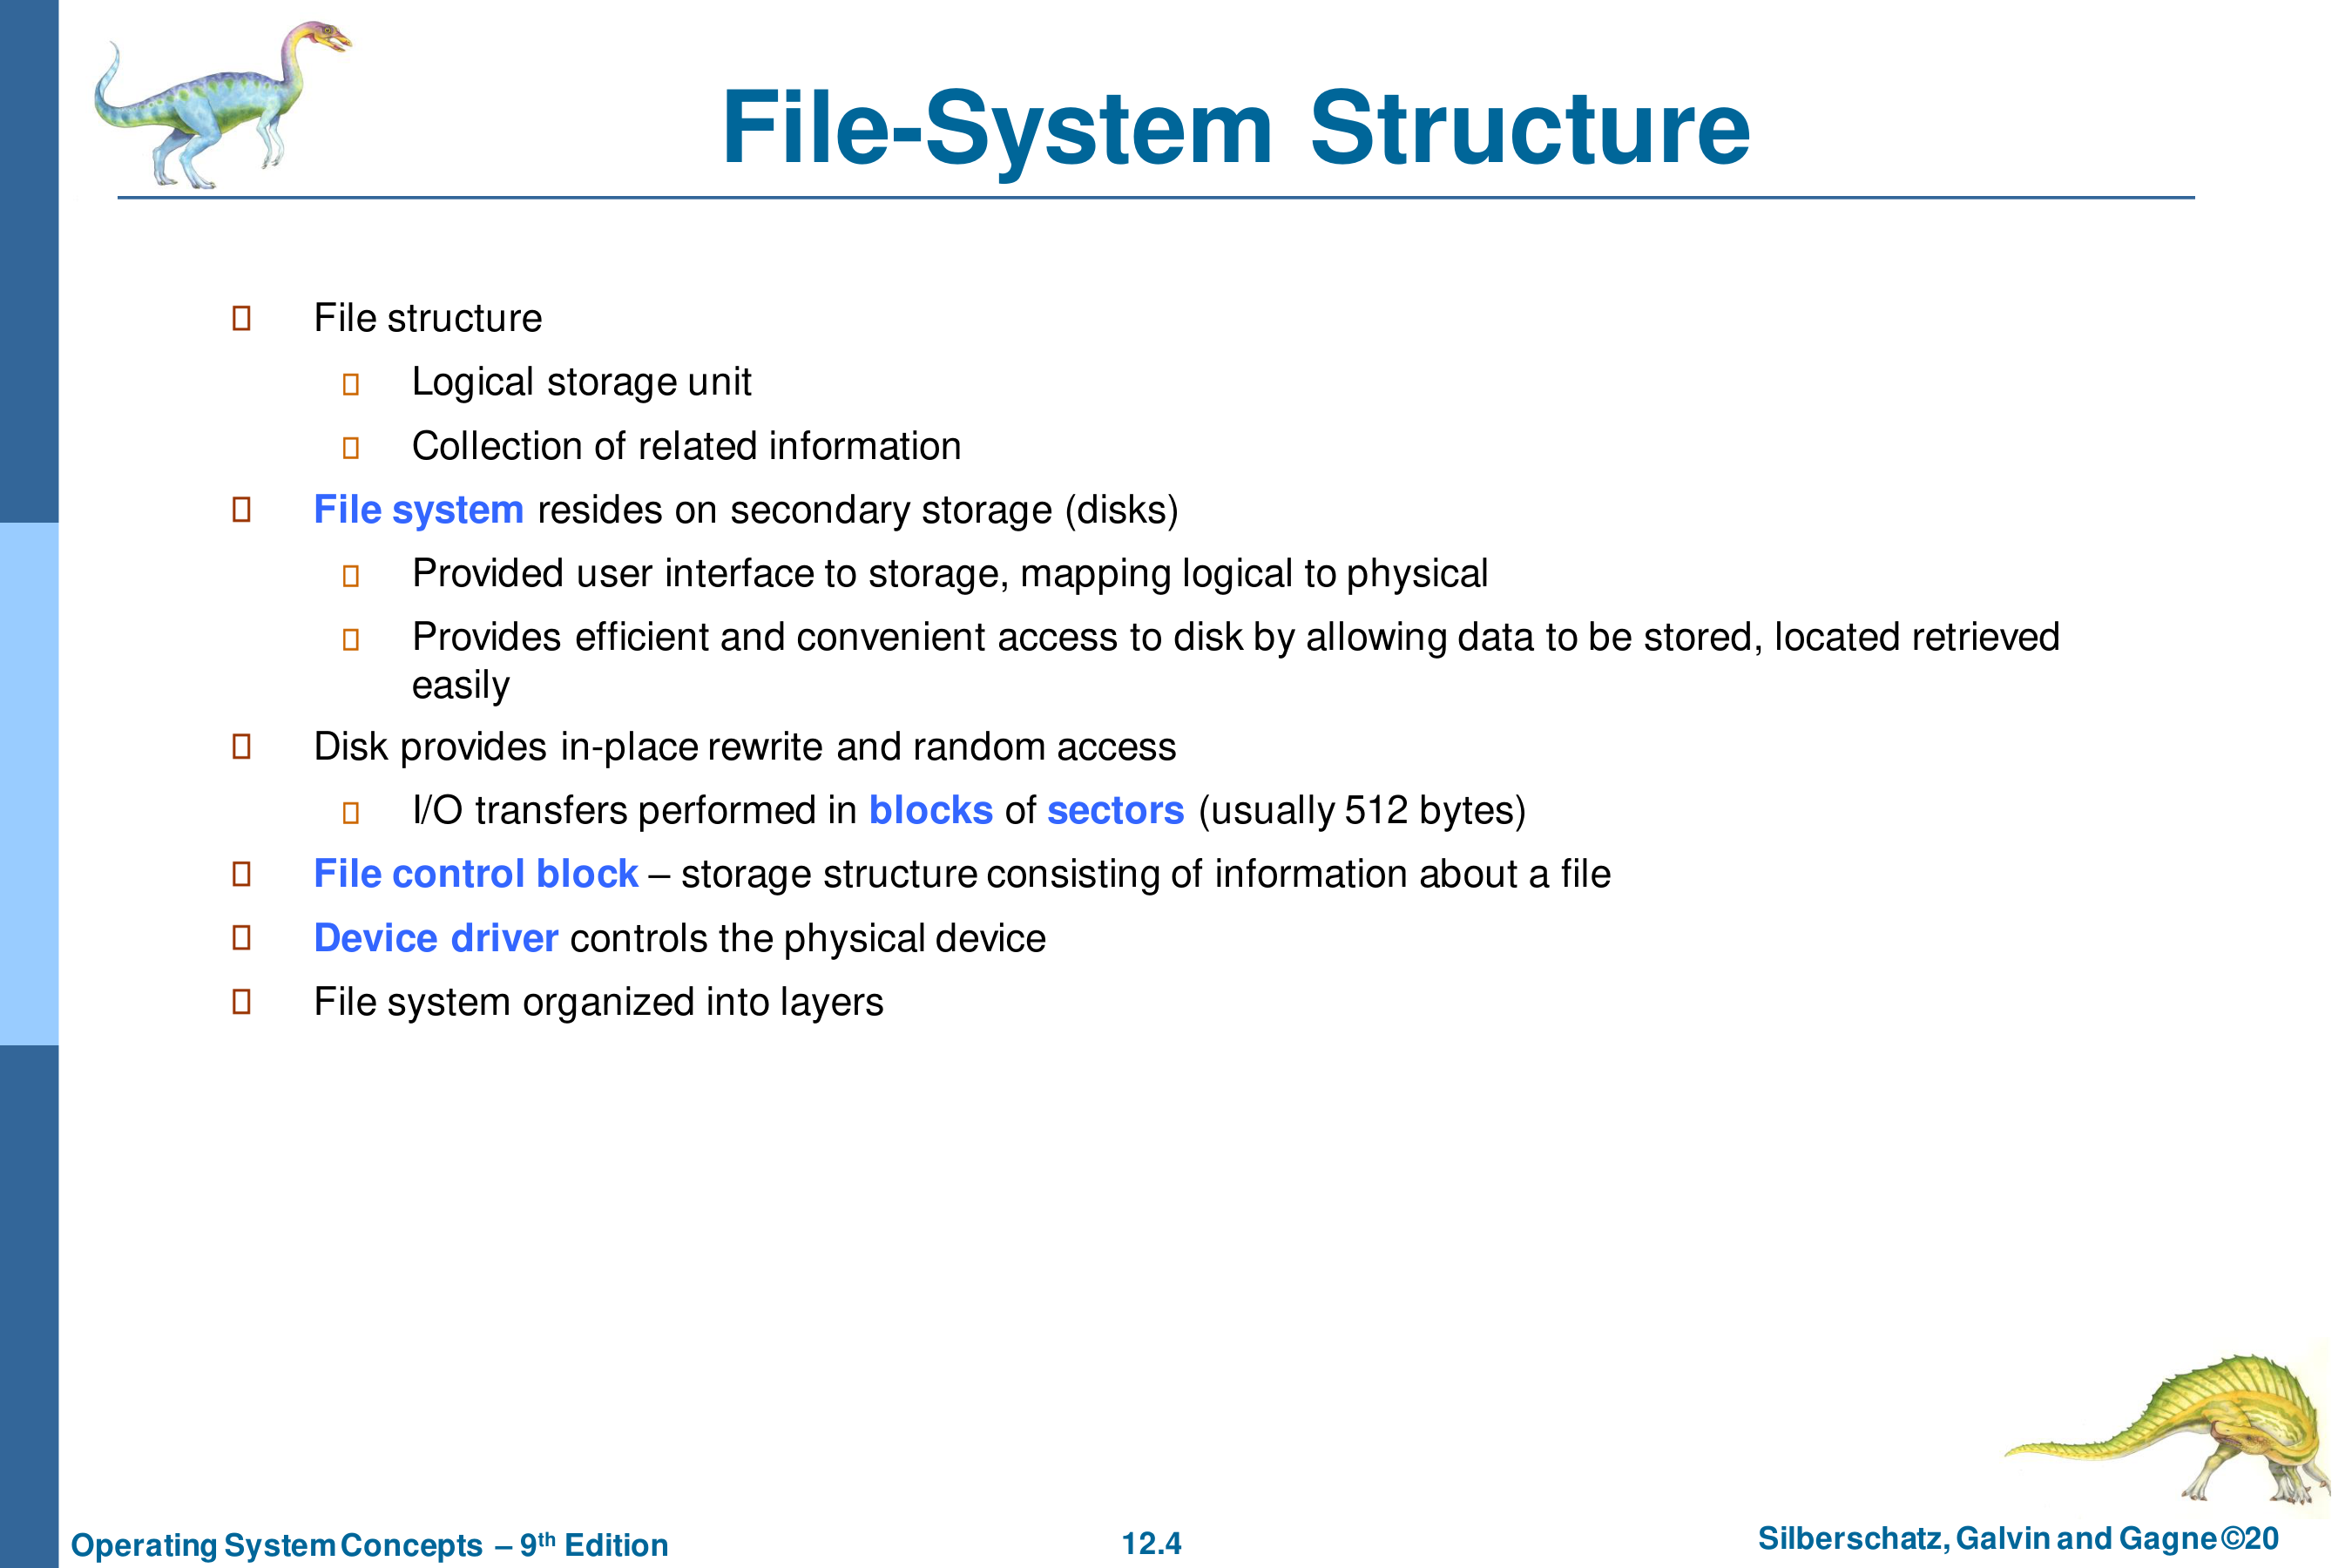 File-System Structure
File structure
Logical storage unit
Collection of related information
File system resides on secondary storage (disks)
Provided user interface to storage, mapping logical to physical
Provides efficient and convenient access to disk by allowing data to be stored, located retrieved
easily
Disk provides in-place rewrite and random access
I/O transfers performed in blocks of sectors (usually 512 bytes)
File control block – storage structure consisting of information about a file
Device driver controls the physical device
File system organized into layers
Operating System Concepts – 9th Edition
12.4
Silberschatz, Galvin and Gagne ©20